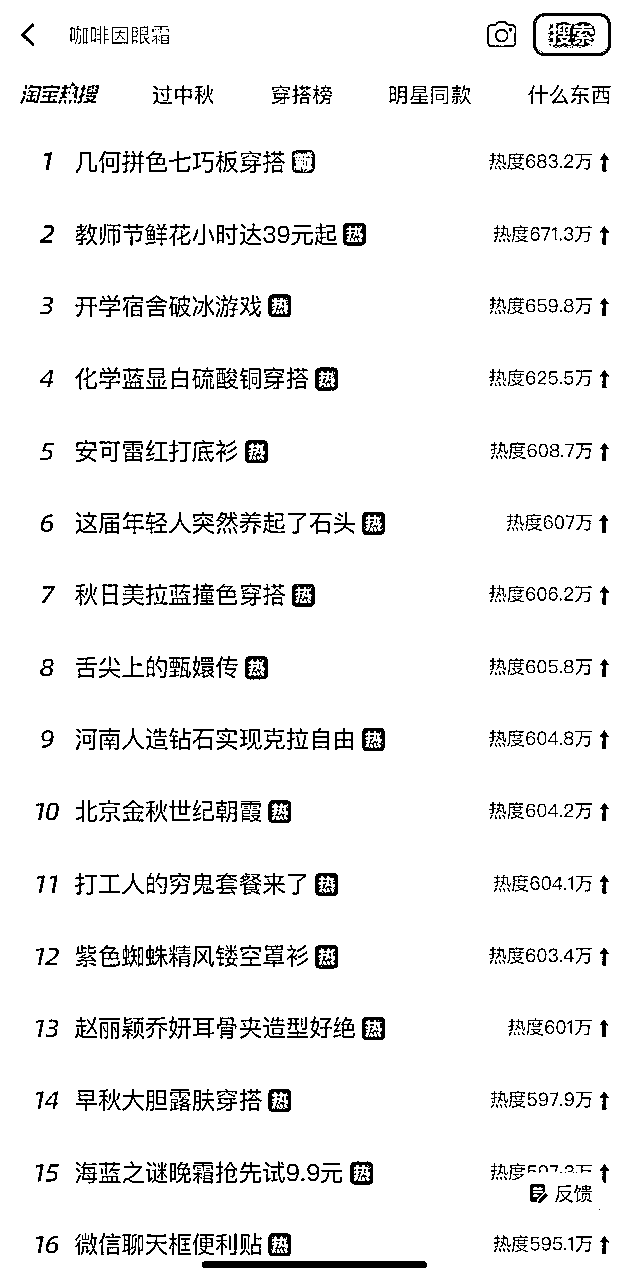 咖啡因眼霜 搜索
淘宝热搜 过中秋 穿搭榜 明星同款 什么东西
1 几何拼色七巧板穿搭 新 热度683.2万
2 教师节鲜花小时达39元起 热 热度671.3万
3 开学宿舍破冰游戏 热 热度659.8万
4 化学蓝显白硫酸铜穿搭 热 热度625.5万
5 安可雷红打底衫 热 热度608.7万
6 这届年轻人突然养起了石头 热 热度607万
7 秋日美拉蓝撞色穿搭 热 热度606.2万
8 舌尖上的甄嬛传 热 热度605.8万
9 河南人造钻石实现克拉自由 热 热度604.8万
10 北京金秋世纪朝霞 热 热度604.2万
11 打工人的穷鬼套餐来了 热 热度604.1万
12 紫色蜘蛛精风镂空罩衫 热 热度603.4万
13 赵丽颖乔妍耳骨夹造型好绝 热 热度601万
14 早秋大胆露肤穿搭 热 热度597.9万
15 海蓝之谜晚霜抢先试9.9元 热 热度597.3万
反馈
16 微信聊天框便利贴 热 热度595.1万